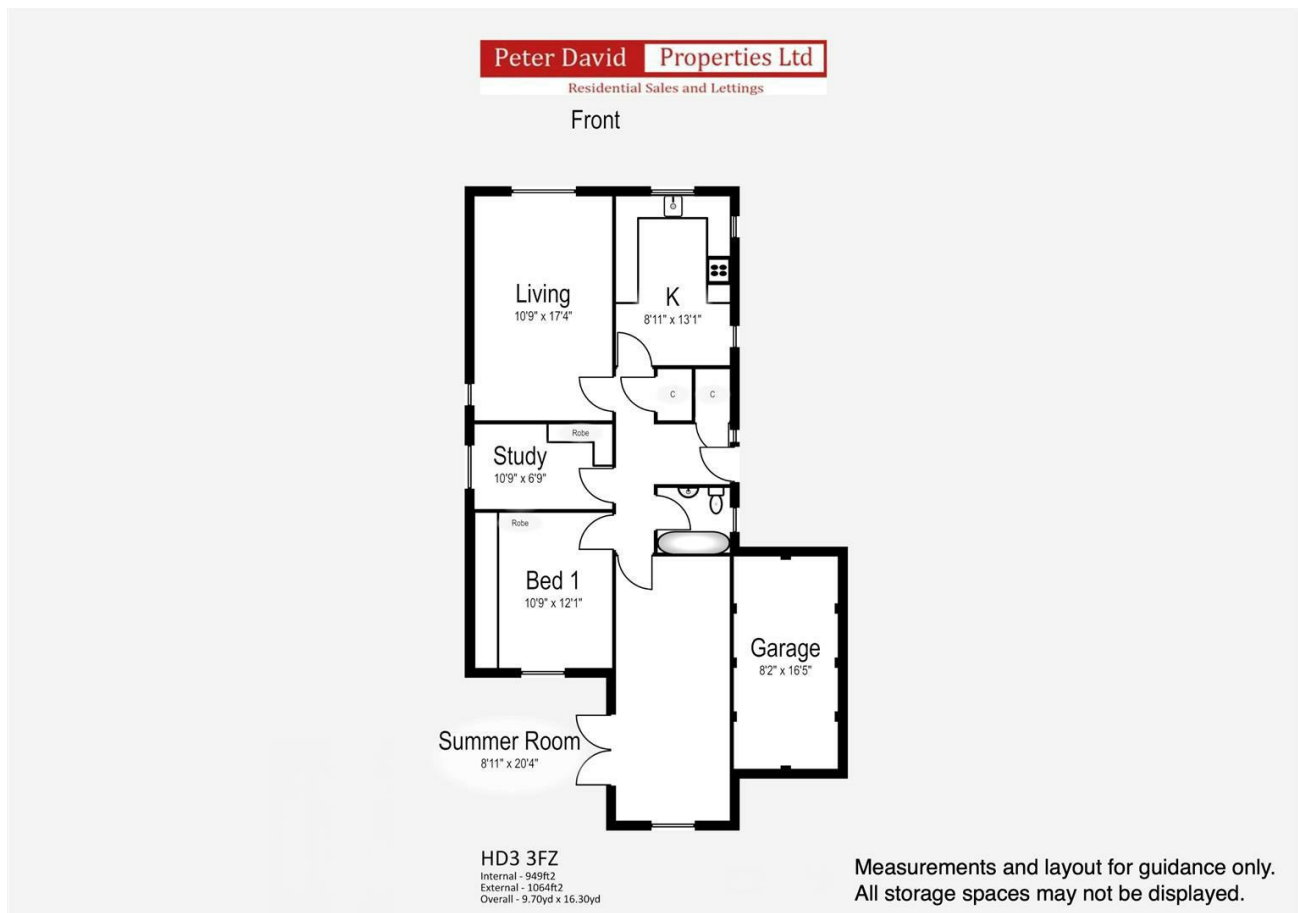 Peter David Properties Ltd
Residential Sales and Lettings
Front
Living
10'9" x 17'4"
K
8'11" x 13'1"
C
C
Robe
Study
10'9" x 6'9"
Robe
Bed 1
10'9" x 12'1"
Garage
8'2" x 16'5"
Summer Room
8'11" x 20'4"
HD3 3FZ
Internal - 949ft2
External - 1064ft2
Overall - 9.70yd x 16.30yd
Measurements and layout for guidance only.
All storage spaces may not be displayed.